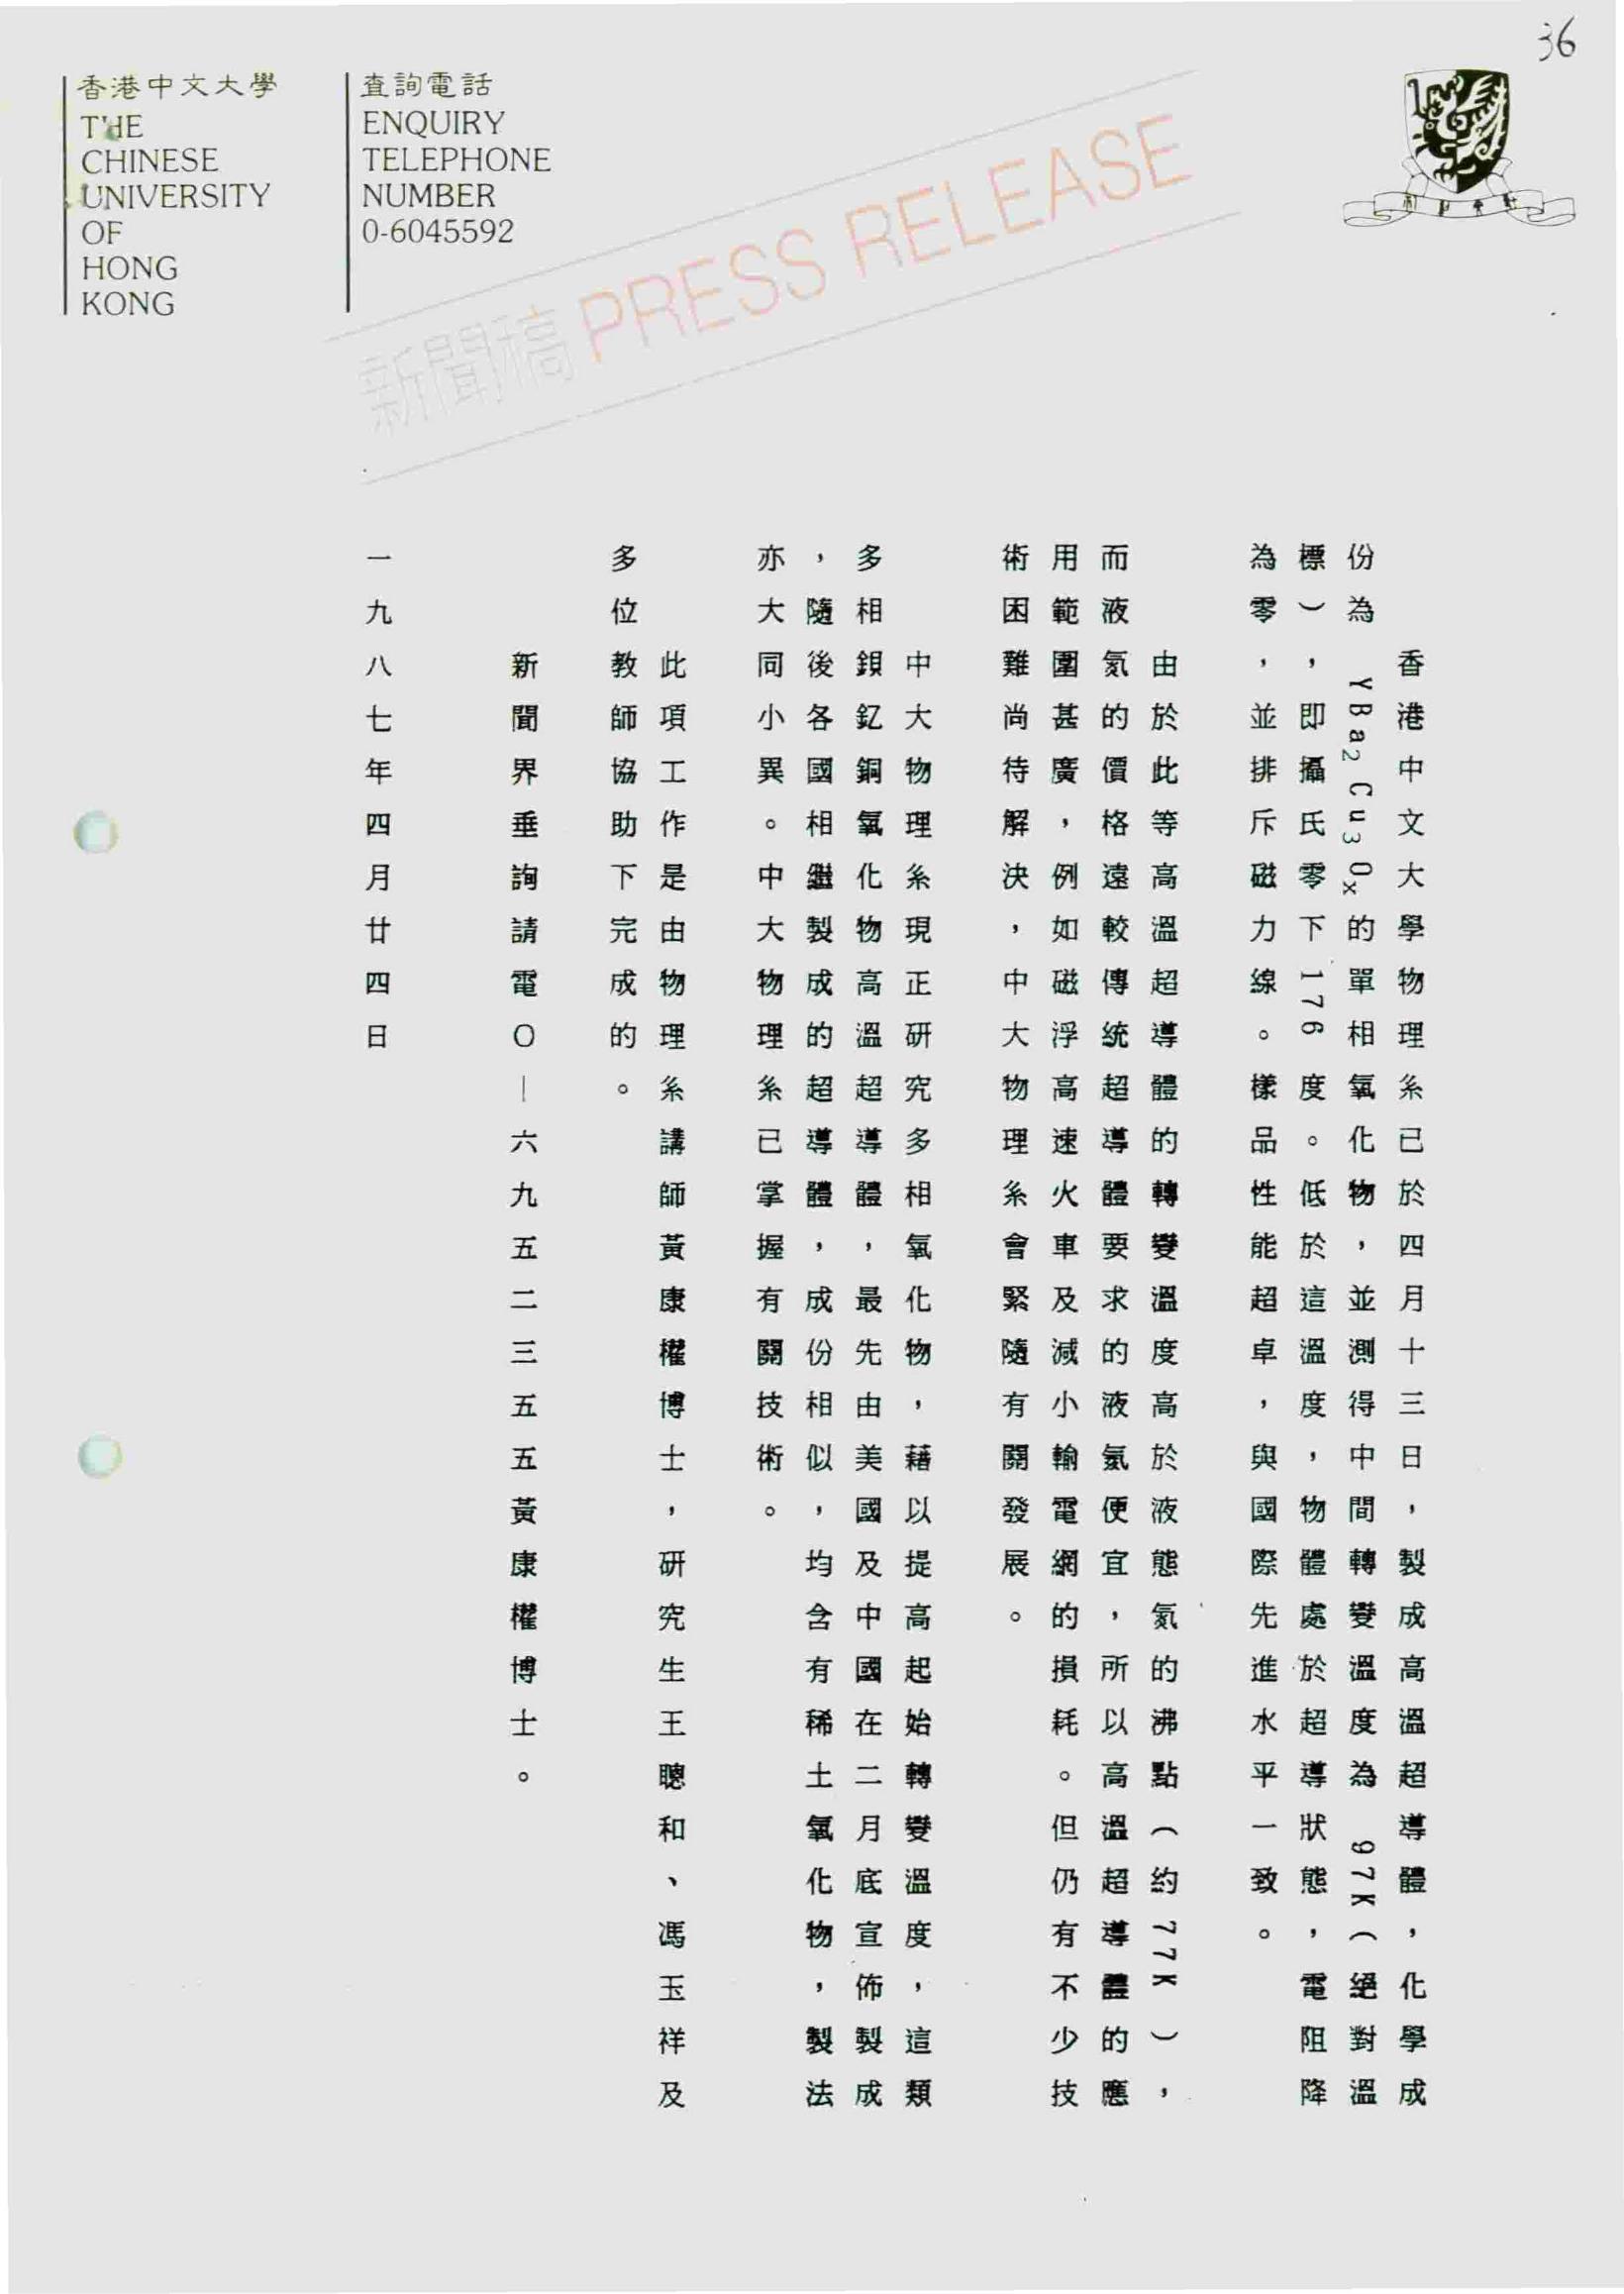 36
香港中文大學
THE
CHINESE
UNIVERSITY
OF
HONG
KONG
查詢電話
ENQUIRY
TELEPHONE
NUMBER
0-6045592
新聞稿 PRESS RELEASE
香港中文大學物理系已於四月十三日，製成高溫超導體，化學成
份為 YBa₂Cu₃Oₓ 的單相氧化物，並測得中間轉變溫度為 97K（絕對溫
標），即攝氏零下176度。低於這溫度，物體處於超導狀態，電阻降
為零，並排斥磁力線。樣品性能超卓，與國際先進水平一致。
由於此等高溫超導體的轉變溫度高於液態氮的沸點（約77K），
而液氮的價格遠較傳統超導體要求的液氦便宜，所以高溫超導體的應
用範圍甚廣，例如磁浮高速火車及減小輸電網的損耗。但仍有不少技
術困難尚待解決，中大物理系會緊隨有關發展。
中大物理系現正研究多相氧化物，藉以提高起始轉變溫度，這類
多相鋇釔銅氧化物高溫超導體，最先由美國及中國在二月底宣佈製成
，隨後各國相繼製成的超導體，成份相似，均含有稀土氧化物，製法
亦大同小異。中大物理系已掌握有關技術。
此項工作是由物理系講師黃康權博士，研究生王聰和、馮玉祥及
多位教師協助下完成的。
新聞界垂詢請電〇—六九五二三五五黃康權博士。
一九八七年四月廿四日